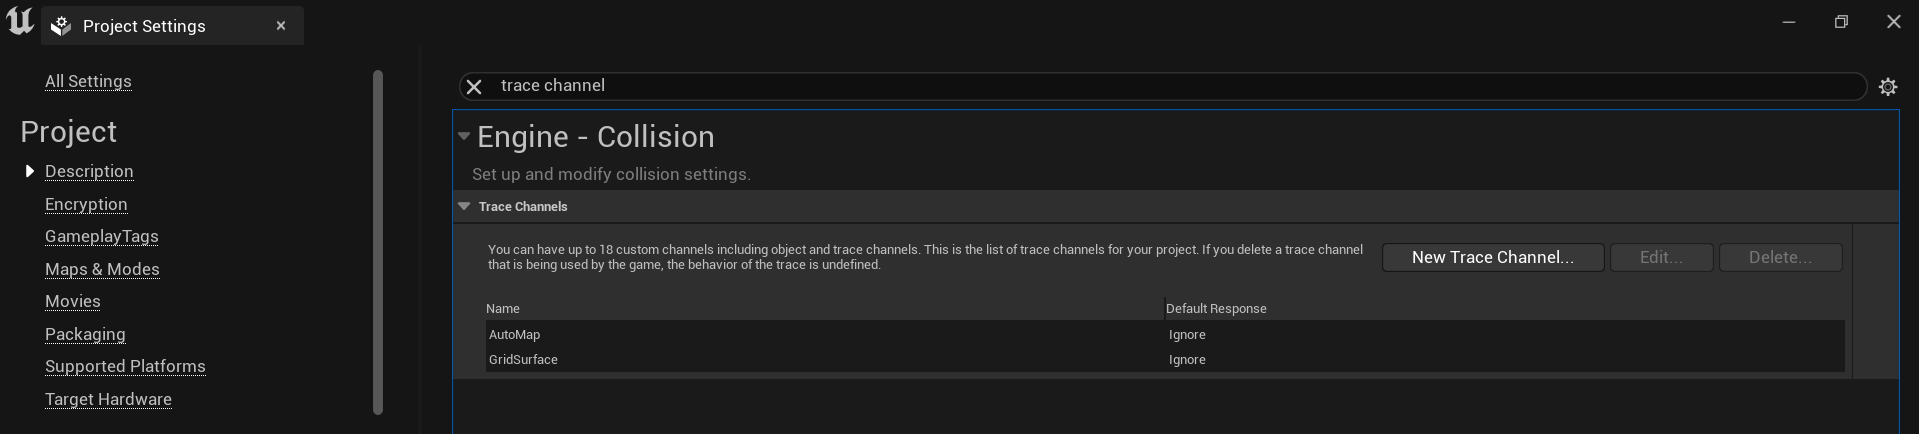 Project Settings
All Settings
Project
Description
Encryption
GameplayTags
Maps & Modes
Movies
Packaging
Supported Platforms
Target Hardware
trace channel
Engine - Collision
Set up and modify collision settings.
Trace Channels
You can have up to 18 custom channels including object and trace channels. This is the list of trace channels for your project. If you delete a trace channel
that is being used by the game, the behavior of the trace is undefined.
New Trace Channel... Edit... Delete...
Name Default Response
AutoMap Ignore
GridSurface Ignore